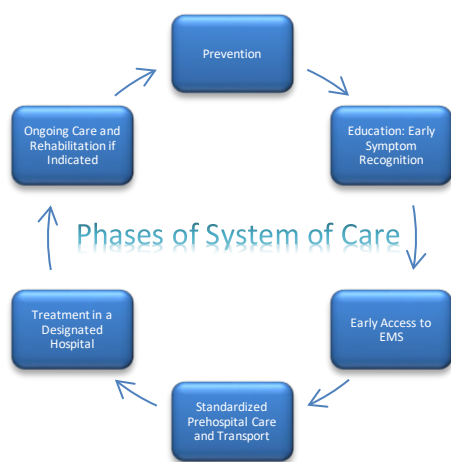 Prevention
Education: Early
Symptom
Recognition
Early Access to
EMS
Standardized
Prehospital Care
and Transport
Treatment in a
Designated
Hospital
Ongoing Care and
Rehabilitation if
Indicated
Phases of System of Care